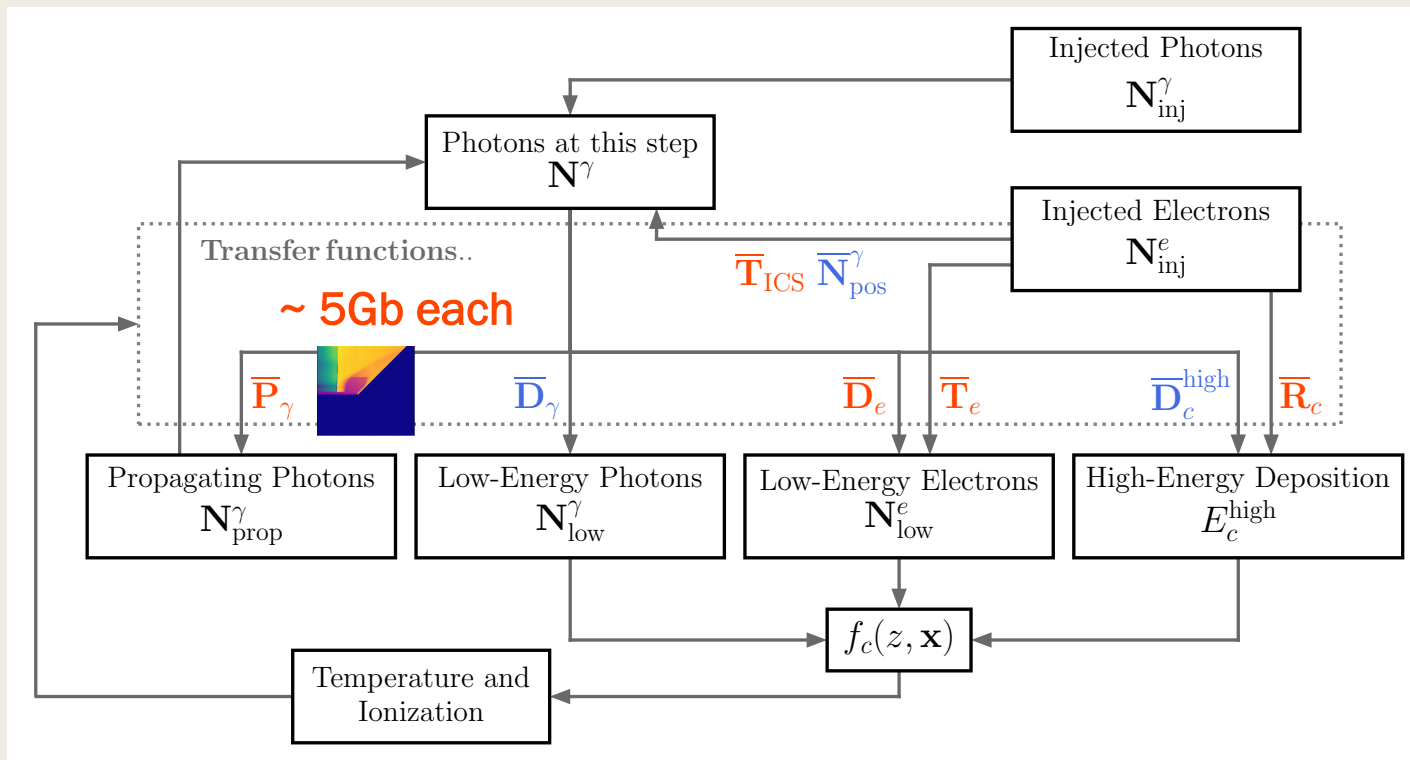 Injected Photons
N^γ_inj
Photons at this step
N^γ
Injected Electrons
N^e_inj
Transfer functions..
T̅_ICS N̅^γ_pos
~ 5Gb each
P̅_γ
D̅_γ
D̅_e
T̅_e
D̅^high_c
R̅_c
Propagating Photons
N^γ_prop
Low-Energy Photons
N^γ_low
Low-Energy Electrons
N^e_low
High-Energy Deposition
E^high_c
f_c(z, x)
Temperature and
Ionization